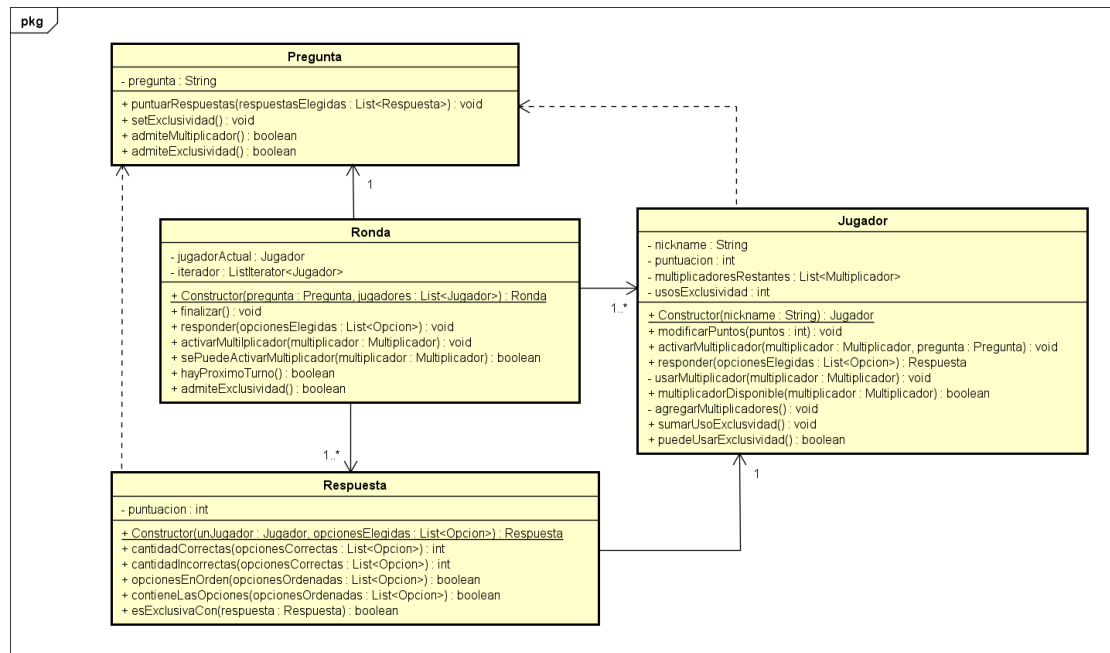 pkg
Pregunta
- pregunta : String
+ puntuarRespuestas(respuestasElegidas : List<Respuesta>) : void
+ setExclusividad() : void
+ admiteMultiplicador() : boolean
+ admiteExclusividad() : boolean
1
Ronda
- jugadorActual : Jugador
- iterador : ListIterator<Jugador>
+ Constructor(pregunta : Pregunta, jugadores : List<Jugador>) : Ronda
+ finalizar() : void
+ responder(opcionesElegidas : List<Opcion>) : void
+ activarMultilplcador(multiplicador : Multiplicador) : void
+ sePuedeActivarMultiplicador(multiplicador : Multiplicador) : boolean
+ hayProximoTurno() : boolean
+ admiteExclusividad() : boolean
1..*
Jugador
- nickname : String
- puntuacion : int
- multiplicadoresRestantes : List<Multiplicador>
- usosExclusividad : int
+ Constructor(nickname : String) : Jugador
+ modificarPuntos(puntos : int) : void
+ activarMultiplicador(multiplicador : Multiplicador, pregunta : Pregunta) : void
+ responder(opcionesElegidas : List<Opcion>) : Respuesta
- usarMultiplicador(multiplicador : Multiplicador) : void
+ multiplicadorDisponible(multiplicador : Multiplicador) : boolean
- agregarMultiplicadores() : void
+ sumarUsoExclusvidad() : void
+ puedeUsarExclusividad() : boolean
1..*
1
Respuesta
- puntuacion : int
+ Constructor(unJugador : Jugador, opcionesElegidas : List<Opcion>) : Respuesta
+ cantidadCorrectas(opcionesCorrectas : List<Opcion>) : int
+ cantidadIncorrectas(opcionesCorrectas : List<Opcion>) : int
+ opcionesEnOrden(opcionesOrdenadas : List<Opcion>) : boolean
+ contieneLasOpciones(opcionesOrdenadas : List<Opcion>) : boolean
+ esExclusivaCon(respuesta : Respuesta) : boolean